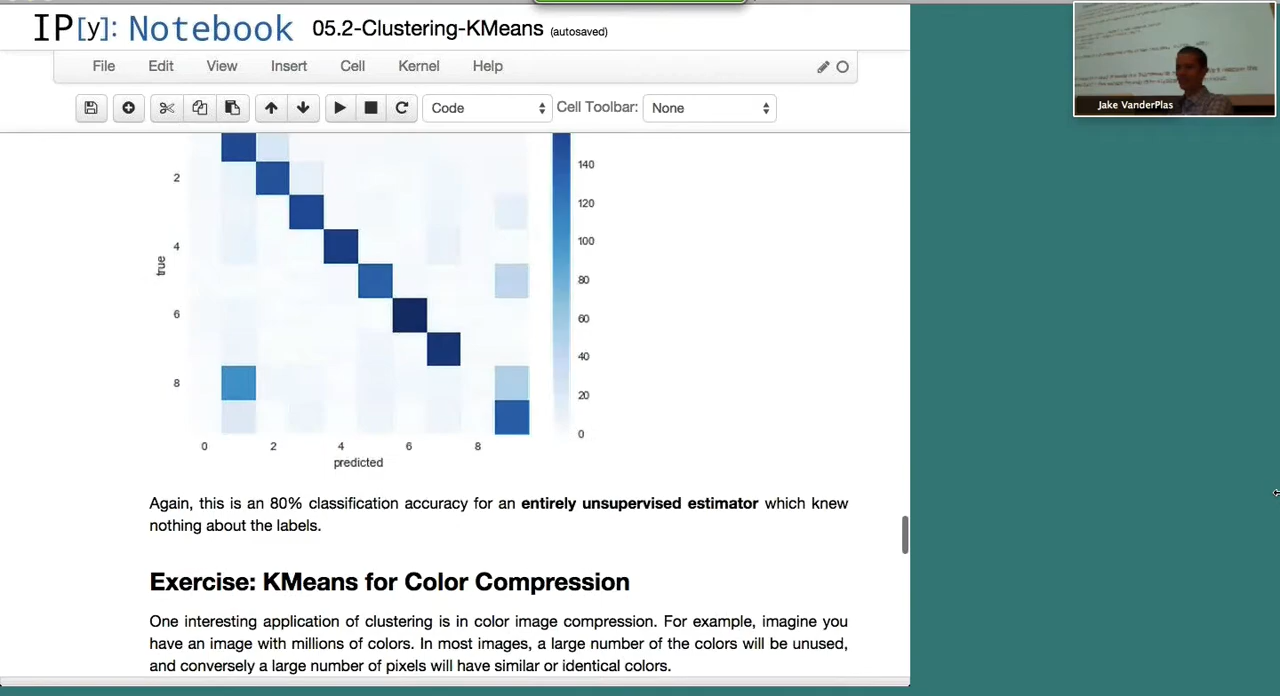 IP[y]: Notebook 05.2-Clustering-KMeans (autosaved)
File Edit View Insert Cell Kernel Help
Code Cell Toolbar: None
Jake VanderPlas
140
2
120
4
100
true
80
6
60
40
8
20
0
0 2 4 6 8
predicted
Again, this is an 80% classification accuracy for an entirely unsupervised estimator which knew
nothing about the labels.
Exercise: KMeans for Color Compression
One interesting application of clustering is in color image compression. For example, imagine you
have an image with millions of colors. In most images, a large number of the colors will be unused,
and conversely a large number of pixels will have similar or identical colors.